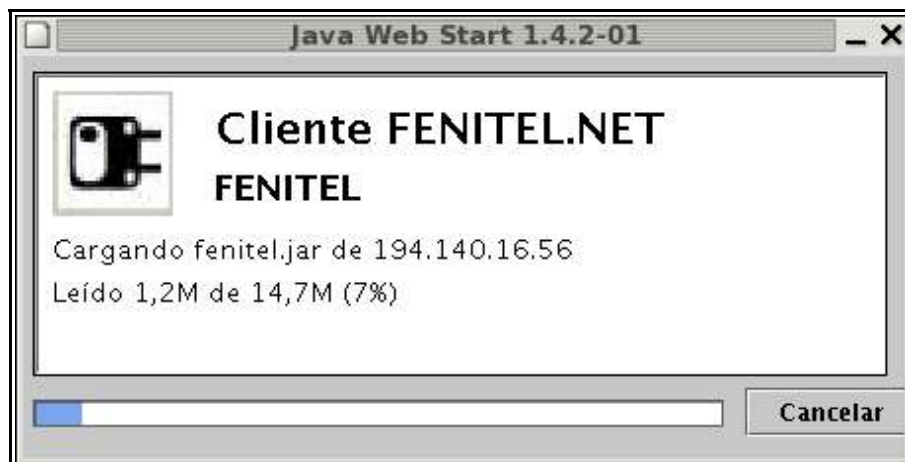 Java Web Start 1.4.2-01
Cliente FENITEL.NET
FENITEL
Cargando fenitel.jar de 194.140.16.56
Leído 1,2M de 14,7M (7%)
Cancelar